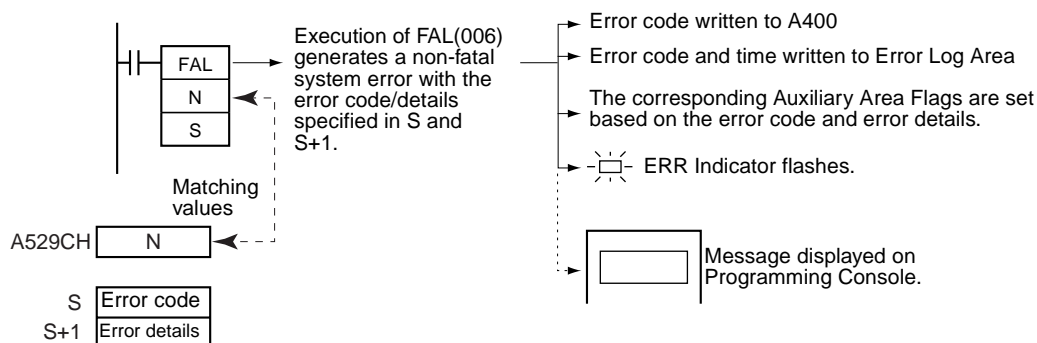 FAL
N
S
Execution of FAL(006)
generates a non-fatal
system error with the
error code/details
specified in S and
S+1.
Error code written to A400
Error code and time written to Error Log Area
The corresponding Auxiliary Area Flags are set
based on the error code and error details.
ERR Indicator flashes.
Message displayed on
Programming Console.
Matching
values
A529CH N
S Error code
S+1 Error details